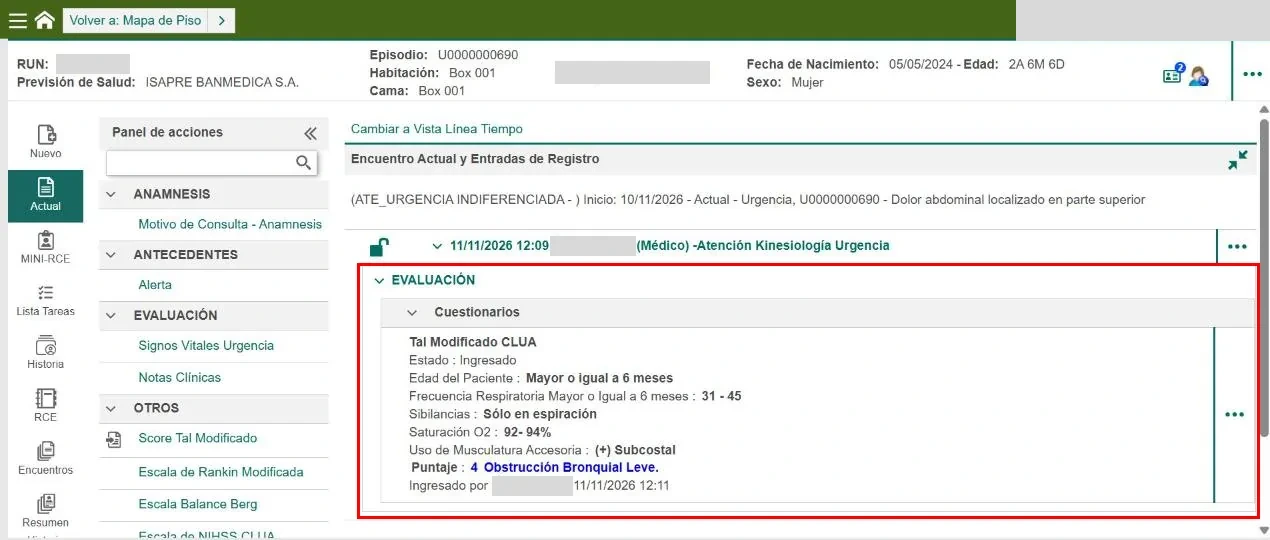 Volver a: Mapa de Piso
RUN:
Previsión de Salud: ISAPRE BANMEDICA S.A.
Episodio: U0000000690
Habitación: Box 001
Cama: Box 001
Fecha de Nacimiento: 05/05/2024 - Edad: 2A 6M 6D
Sexo: Mujer
2
Nuevo
Actual
MINI-RCE
Lista Tareas
Historia
RCE
Encuentros
Resumen
Historia
Panel de acciones
ANAMNESIS
Motivo de Consulta - Anamnesis
ANTECEDENTES
Alerta
EVALUACIÓN
Signos Vitales Urgencia
Notas Clínicas
OTROS
Score Tal Modificado
Escala de Rankin Modificada
Escala Balance Berg
Escala de NIHSS CLUA
Cambiar a Vista Línea Tiempo
Encuentro Actual y Entradas de Registro
(ATE_URGENCIA INDIFERENCIADA - ) Inicio: 10/11/2026 - Actual - Urgencia, U0000000690 - Dolor abdominal localizado en parte superior
11/11/2026 12:09 (Médico) -Atención Kinesiología Urgencia
EVALUACIÓN
Cuestionarios
Tal Modificado CLUA
Estado : Ingresado
Edad del Paciente : Mayor o igual a 6 meses
Frecuencia Respiratoria Mayor o Igual a 6 meses : 31 - 45
Sibilancias : Sólo en espiración
Saturación O2 : 92- 94%
Uso de Musculatura Accesoria : (+) Subcostal
Puntaje : 4 Obstrucción Bronquial Leve.
Ingresado por 11/11/2026 12:11